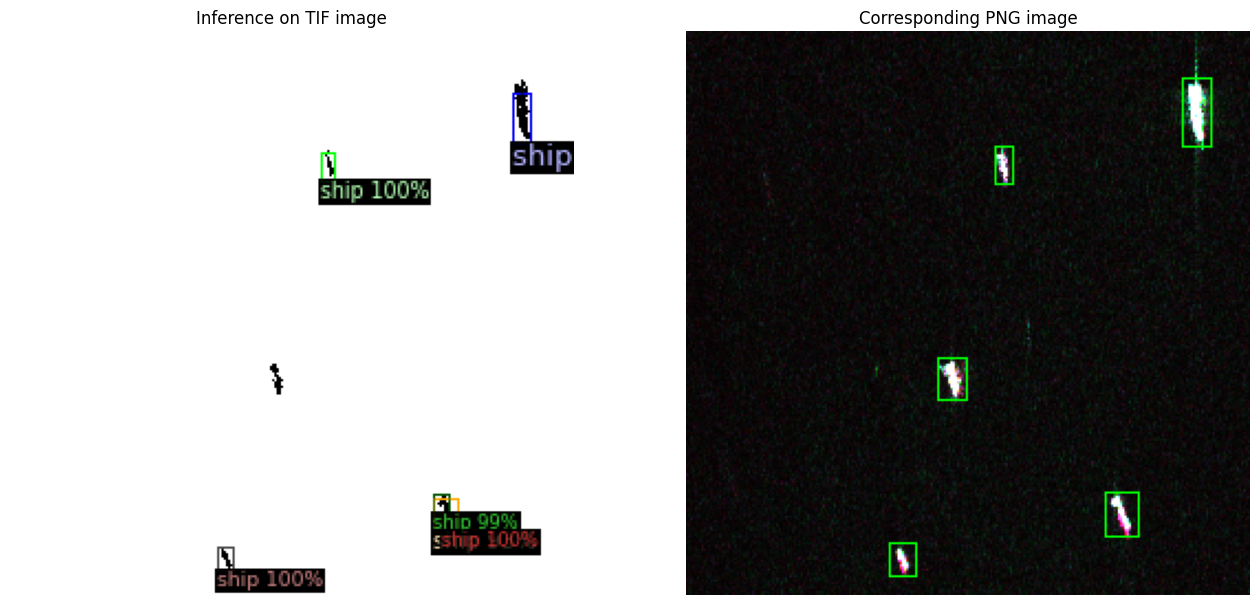 Inference on TIF image
Corresponding PNG image
ship
ship 100%
ship 99%
ship 100%
ship 100%